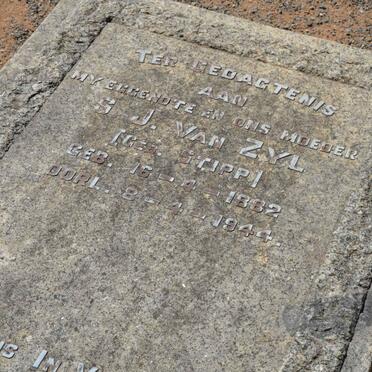 TER GEDAGTENIS
AAN
MY EGGENOTE EN ONS MOEDER
S. J. VAN ZYL
(GEB. STIPP)
GEB. 16-4-1882
OORL. 8-4-1944.
IN